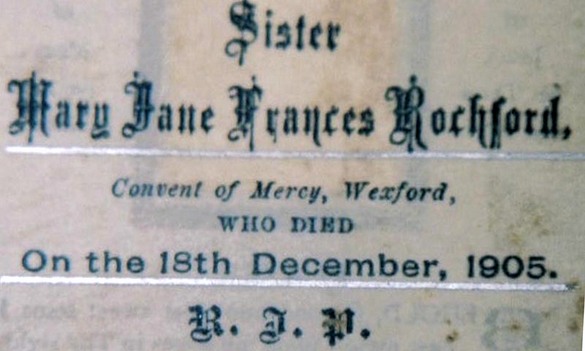 Sister
Mary Jane Frances Rochford,
Convent of Mercy, Wexford,
WHO DIED
On the 18th December, 1905.
R. I. P.